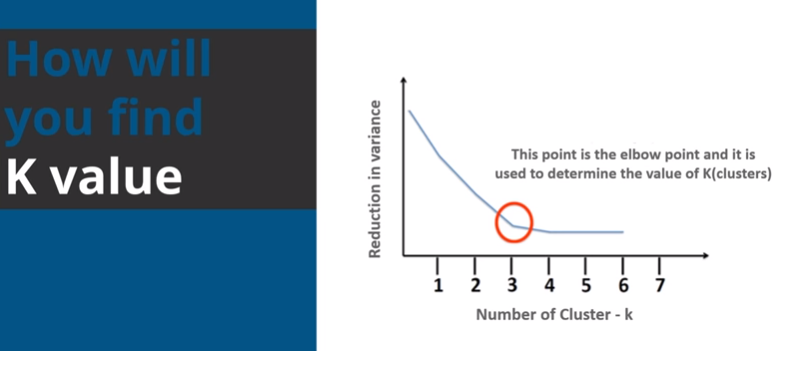 How will
you find
K value
Reduction in variance
This point is the elbow point and it is
used to determine the value of K(clusters)
1 2 3 4 5 6 7
Number of Cluster - k